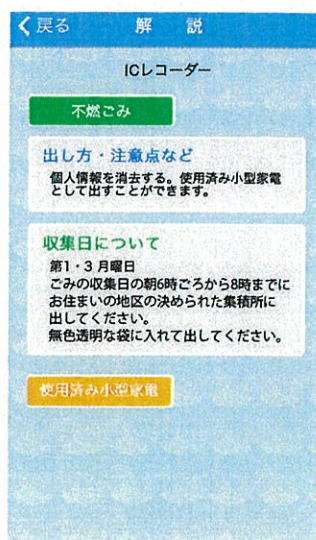 戻る 解説
ICレコーダー
不燃ごみ
出し方・注意点など
個人情報を消去する。使用済み小型家電
として出すことができます。
収集日について
第1・3月曜日
ごみの収集日の朝6時ごろから8時までに
お住まいの地区の決められた集積所に
出してください。
無色透明な袋に入れて出してください。
使用済み小型家電